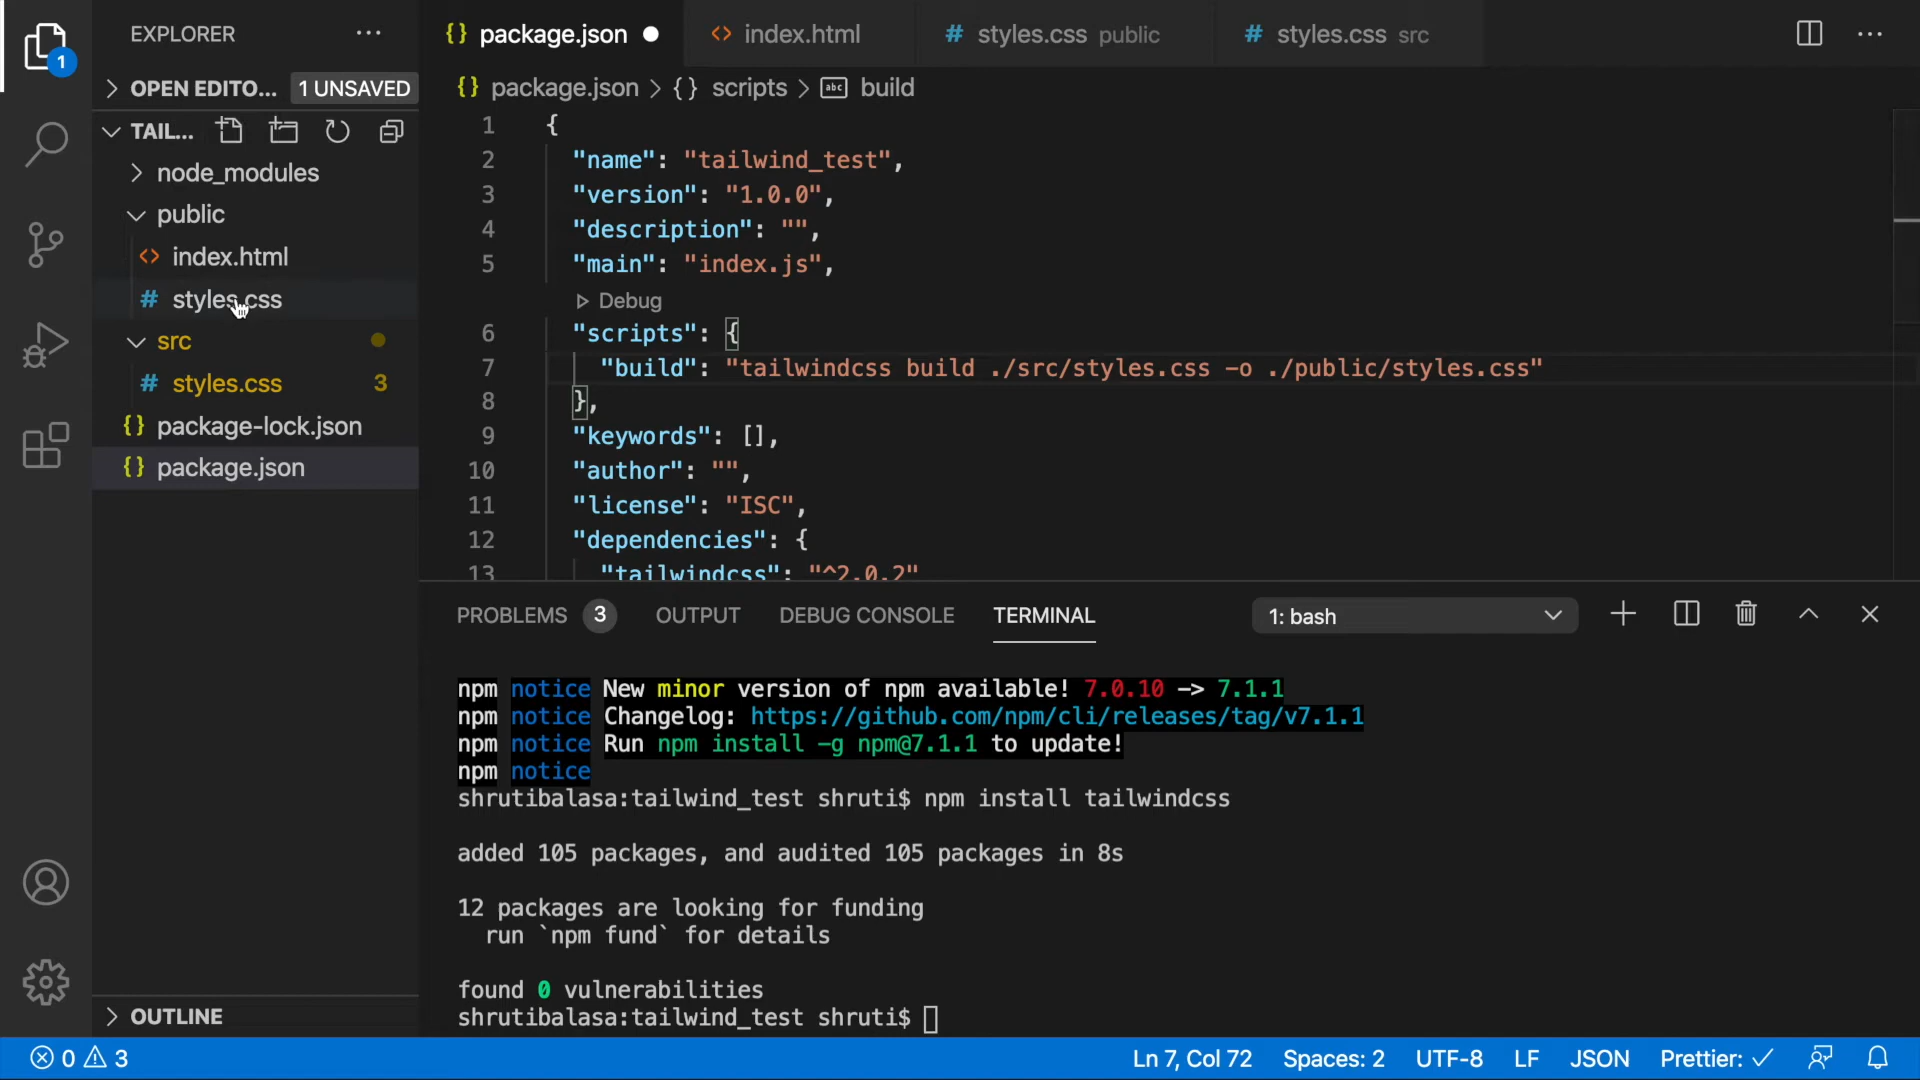 EXPLORER
1
OPEN EDITO... 1 UNSAVED
TAIL...
node_modules
public
index.html
styles.css
src
styles.css 3
package-lock.json
package.json
OUTLINE
package.json index.html styles.css public styles.css src
package.json > {} scripts > abc build
1 {
2 "name": "tailwind_test",
3 "version": "1.0.0",
4 "description": "",
5 "main": "index.js",
Debug
6 "scripts": {
7 "build": "tailwindcss build ./src/styles.css -o ./public/styles.css"
8 },
9 "keywords": [],
10 "author": "",
11 "license": "ISC",
12 "dependencies": {
13 "tailwindcss": "^2.0.2"
PROBLEMS 3 OUTPUT DEBUG CONSOLE TERMINAL 1: bash
npm notice New minor version of npm available! 7.0.10 -> 7.1.1
npm notice Changelog: https://github.com/npm/cli/releases/tag/v7.1.1
npm notice Run npm install -g npm@7.1.1 to update!
npm notice
shrutibalasa:tailwind_test shruti$ npm install tailwindcss
added 105 packages, and audited 105 packages in 8s
12 packages are looking for funding
run `npm fund` for details
found 0 vulnerabilities
shrutibalasa:tailwind_test shruti$
0 3 Ln 7, Col 72 Spaces: 2 UTF-8 LF JSON Prettier: ✓